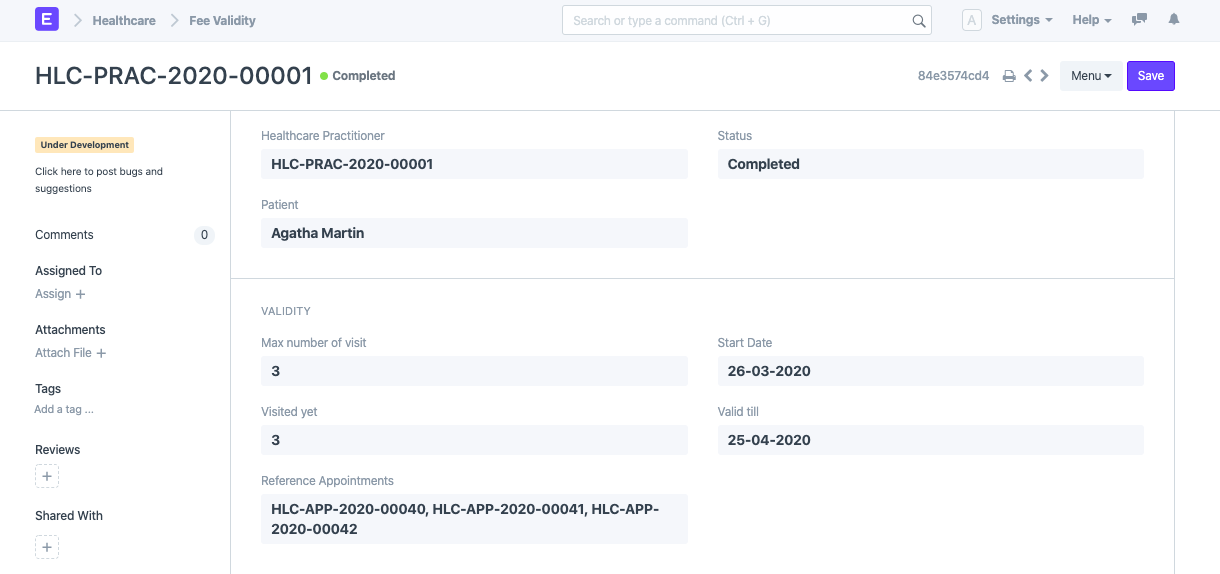 E Healthcare Fee Validity Search or type a command (Ctrl + G) A Settings Help
HLC-PRAC-2020-00001 Completed 84e3574cd4 Menu Save
Under Development
Click here to post bugs and
suggestions
Comments 0
Assigned To
Assign +
Attachments
Attach File +
Tags
Add a tag ...
Reviews
+
Shared With
+
Healthcare Practitioner
HLC-PRAC-2020-00001
Status
Completed
Patient
Agatha Martin
VALIDITY
Max number of visit
3
Start Date
26-03-2020
Visited yet
3
Valid till
25-04-2020
Reference Appointments
HLC-APP-2020-00040, HLC-APP-2020-00041, HLC-APP-
2020-00042